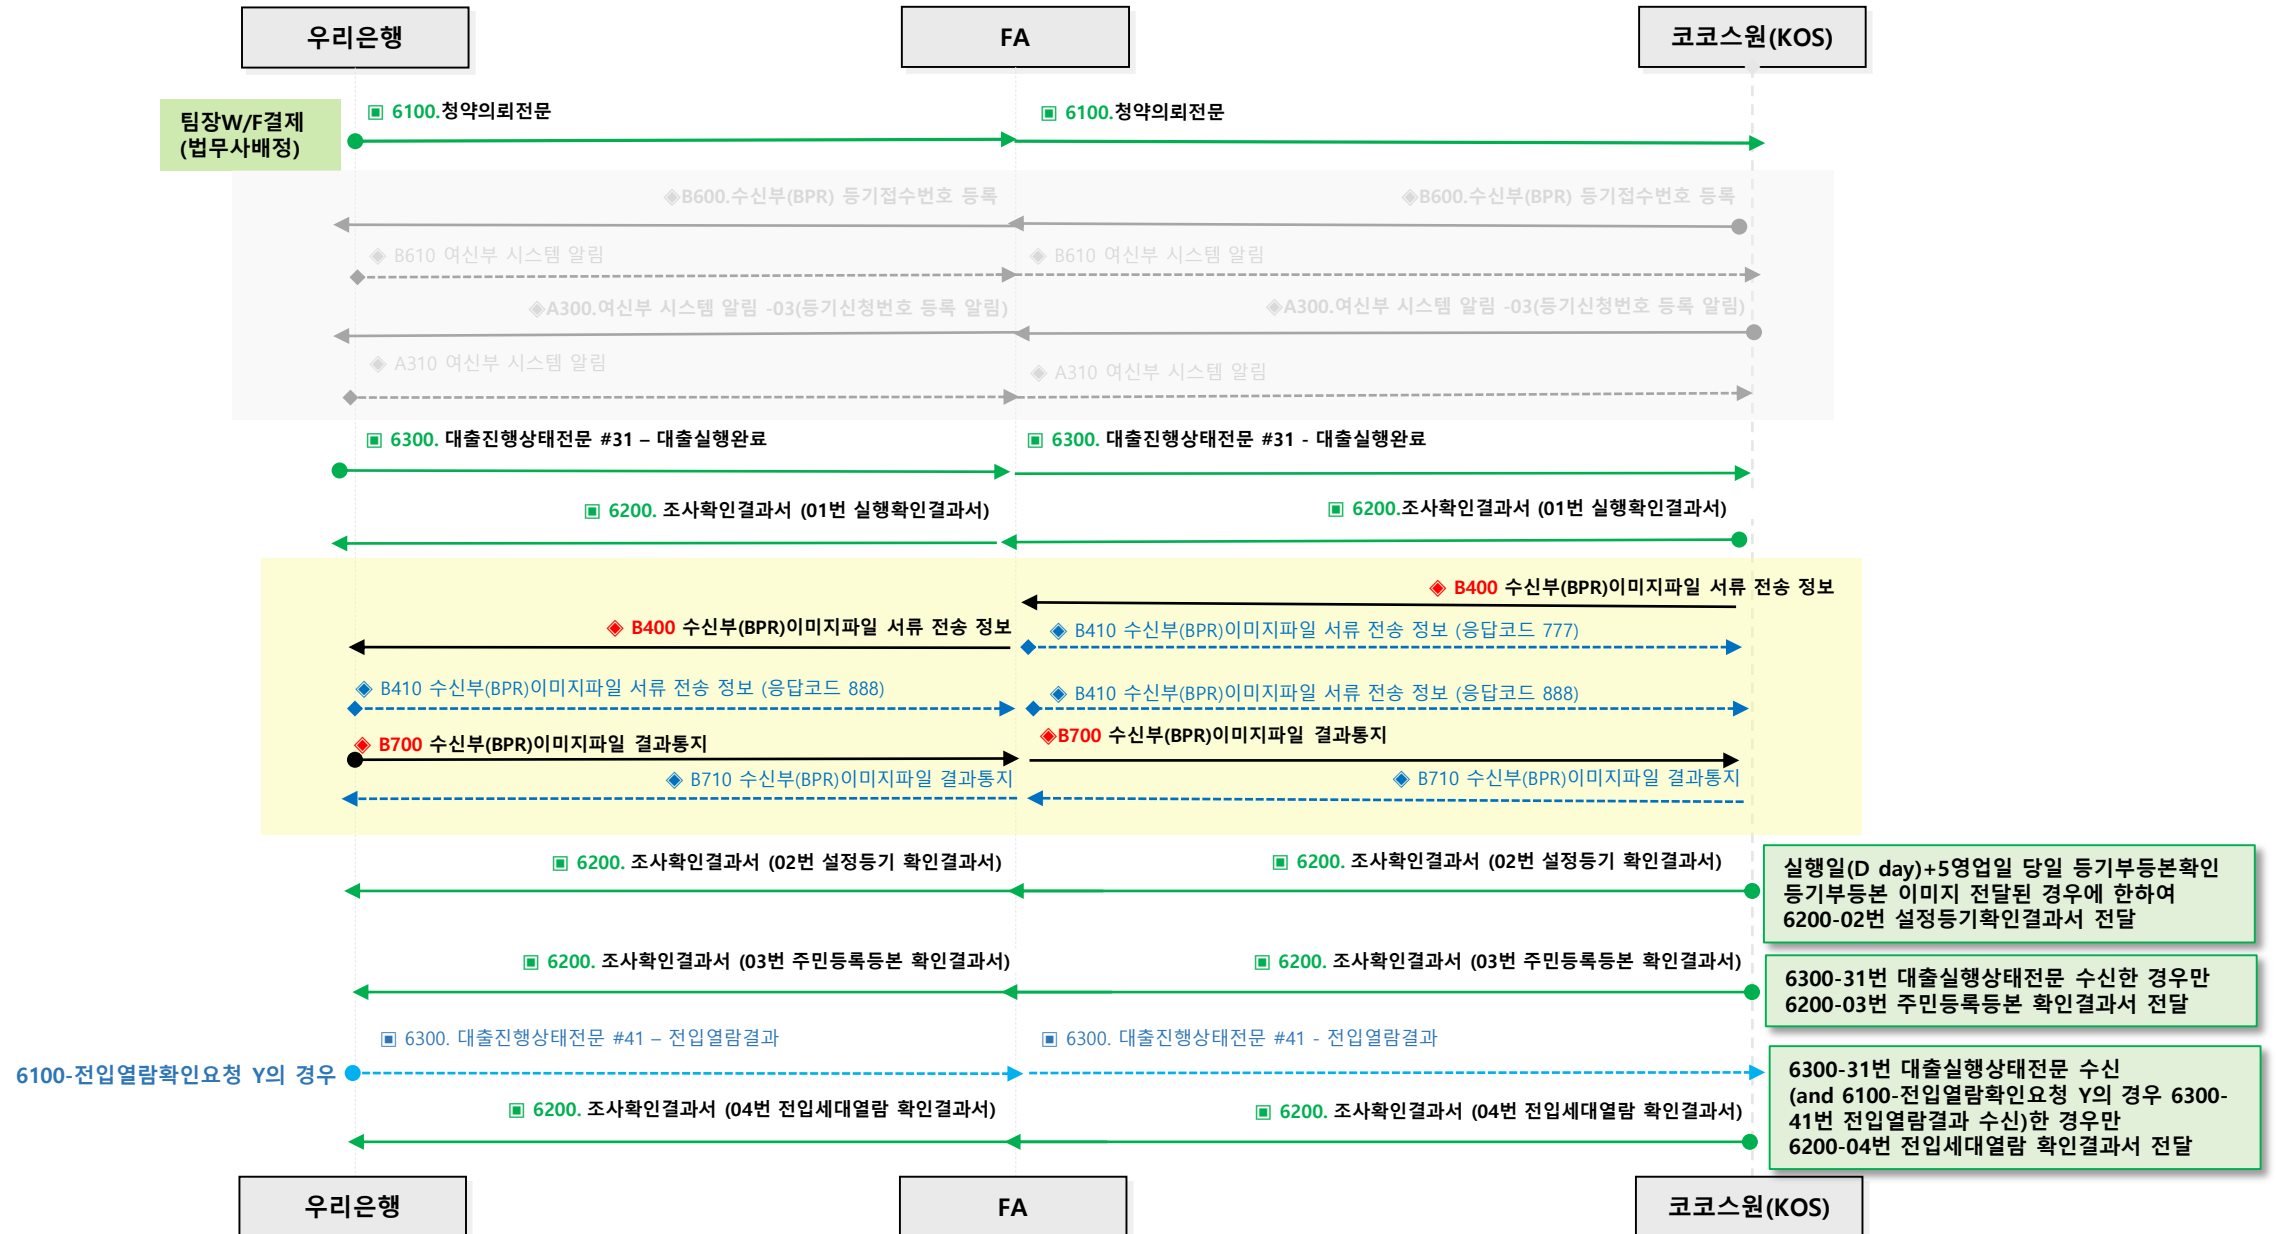 우리은행
FA
코코스원(KOS)
팀장W/F결제
(법무사배정)
▣ 6100.청약의뢰전문
▣ 6100.청약의뢰전문
◈B600.수신부(BPR) 등기접수번호 등록
◈B600.수신부(BPR) 등기접수번호 등록
◈ B610 여신부 시스템 알림
◈ B610 여신부 시스템 알림
◈A300.여신부 시스템 알림 -03(등기신청번호 등록 알림)
◈A300.여신부 시스템 알림 -03(등기신청번호 등록 알림)
◈ A310 여신부 시스템 알림
◈ A310 여신부 시스템 알림
▣ 6300. 대출진행상태전문 #31 – 대출실행완료
▣ 6300. 대출진행상태전문 #31 - 대출실행완료
▣ 6200. 조사확인결과서 (01번 실행확인결과서)
▣ 6200.조사확인결과서 (01번 실행확인결과서)
◈ B400 수신부(BPR)이미지파일 서류 전송 정보
◈ B400 수신부(BPR)이미지파일 서류 전송 정보
◈ B410 수신부(BPR)이미지파일 서류 전송 정보 (응답코드 777)
◈ B410 수신부(BPR)이미지파일 서류 전송 정보 (응답코드 888)
◈ B410 수신부(BPR)이미지파일 서류 전송 정보 (응답코드 888)
◈ B700 수신부(BPR)이미지파일 결과통지
◈B700 수신부(BPR)이미지파일 결과통지
◈ B710 수신부(BPR)이미지파일 결과통지
◈ B710 수신부(BPR)이미지파일 결과통지
▣ 6200. 조사확인결과서 (02번 설정등기 확인결과서)
▣ 6200. 조사확인결과서 (02번 설정등기 확인결과서)
실행일(D day)+5영업일 당일 등기부등본확인
등기부등본 이미지 전달된 경우에 한하여
6200-02번 설정등기확인결과서 전달
▣ 6200. 조사확인결과서 (03번 주민등록등본 확인결과서)
▣ 6200. 조사확인결과서 (03번 주민등록등본 확인결과서)
6300-31번 대출실행상태전문 수신한 경우만
6200-03번 주민등록등본 확인결과서 전달
▣ 6300. 대출진행상태전문 #41 – 전입열람결과
▣ 6300. 대출진행상태전문 #41 - 전입열람결과
6100-전입열람확인요청 Y의 경우
▣ 6200. 조사확인결과서 (04번 전입세대열람 확인결과서)
▣ 6200. 조사확인결과서 (04번 전입세대열람 확인결과서)
6300-31번 대출실행상태전문 수신
(and 6100-전입열람확인요청 Y의 경우 6300-
41번 전입열람결과 수신)한 경우만
6200-04번 전입세대열람 확인결과서 전달
우리은행
FA
코코스원(KOS)